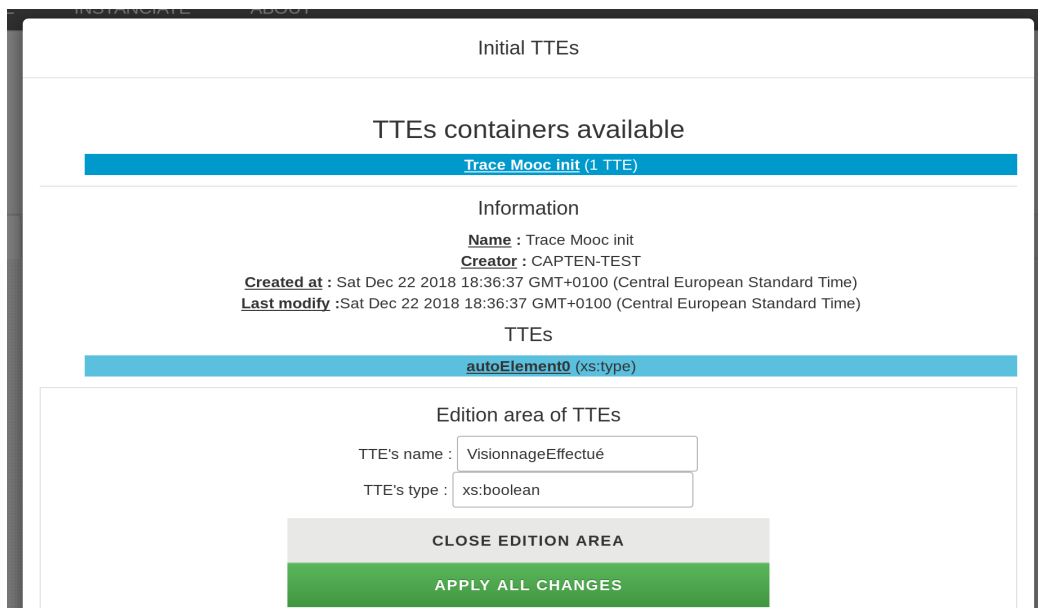 INSTANCIATE ABOUT
Initial TTEs
TTEs containers available
Trace Mooc init (1 TTE)
Information
Name : Trace Mooc init
Creator : CAPTEN-TEST
Created at : Sat Dec 22 2018 18:36:37 GMT+0100 (Central European Standard Time)
Last modify :Sat Dec 22 2018 18:36:37 GMT+0100 (Central European Standard Time)
TTEs
autoElement0 (xs:type)
Edition area of TTEs
TTE's name : VisionnageEffectué
TTE's type : xs:boolean
CLOSE EDITION AREA
APPLY ALL CHANGES